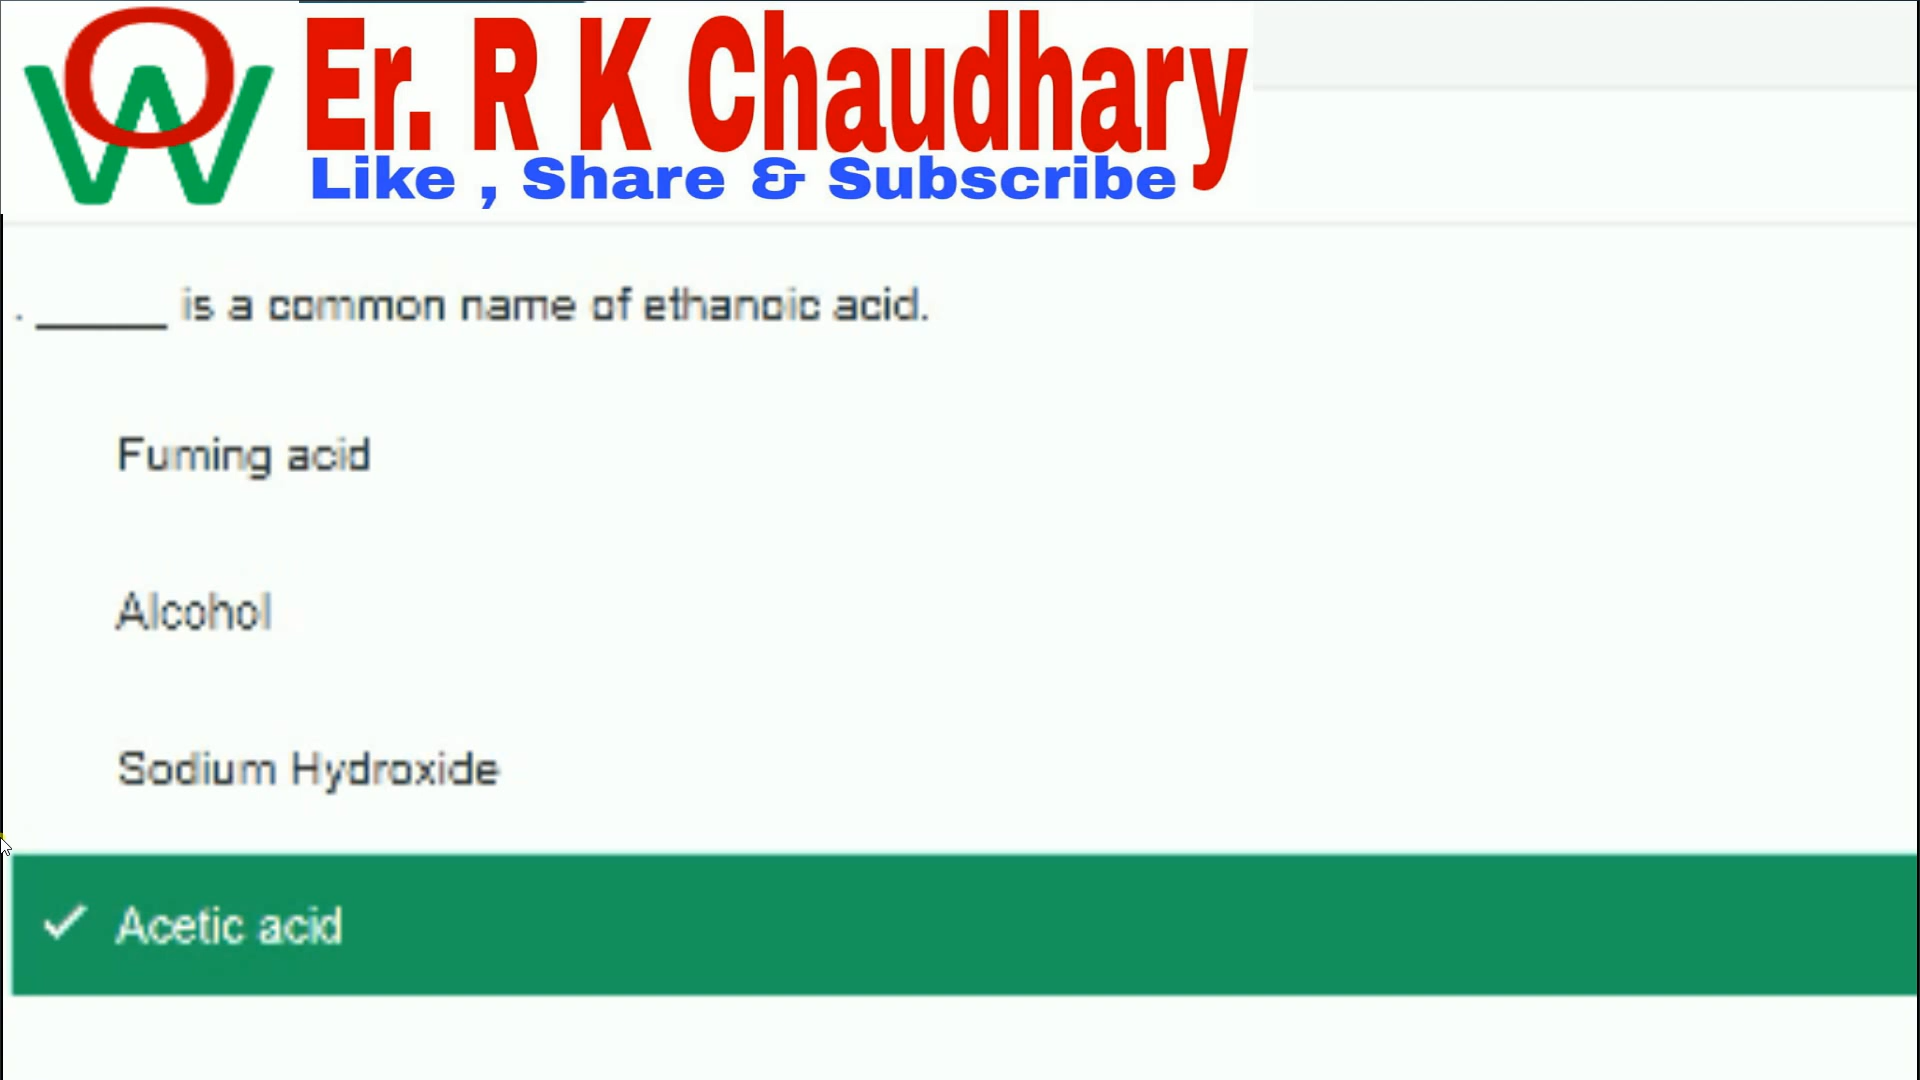 OW
Er. R K Chaudhary
Like , Share & Subscribe
. ______ is a common name of ethanoic acid.
Fuming acid
Alcohol
Sodium Hydroxide
✓ Acetic acid